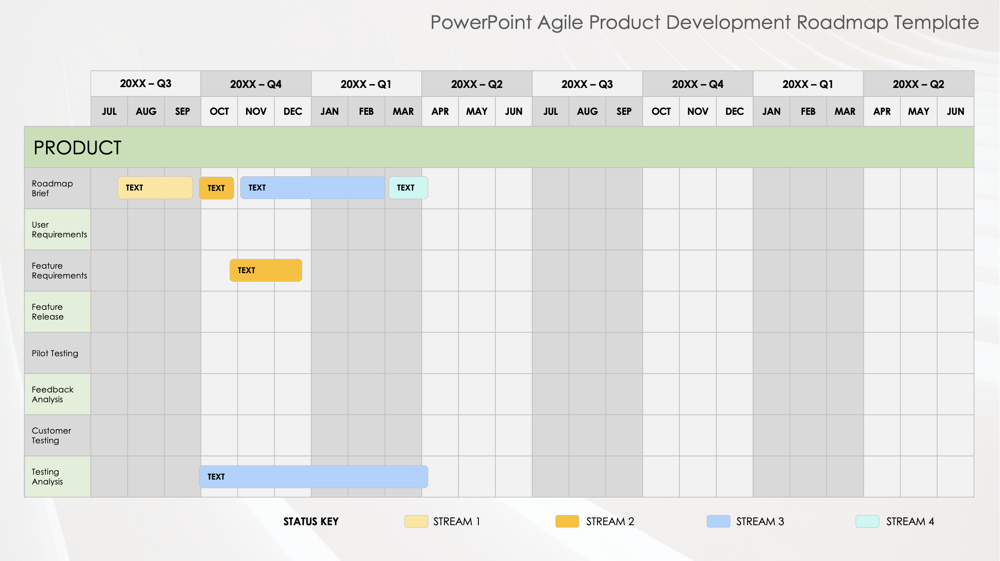 PowerPoint Agile Product Development Roadmap Template
20XX – Q3 20XX – Q4 20XX – Q1 20XX – Q2 20XX – Q3 20XX – Q4 20XX – Q1 20XX – Q2
JUL AUG SEP OCT NOV DEC JAN FEB MAR APR MAY JUN JUL AUG SEP OCT NOV DEC JAN FEB MAR APR MAY JUN
PRODUCT
Roadmap
Brief
TEXT TEXT TEXT TEXT
User
Requirements
Feature
Requirements
TEXT
Feature
Release
Pilot Testing
Feedback
Analysis
Customer
Testing
Testing
Analysis
TEXT
STATUS KEY STREAM 1 STREAM 2 STREAM 3 STREAM 4